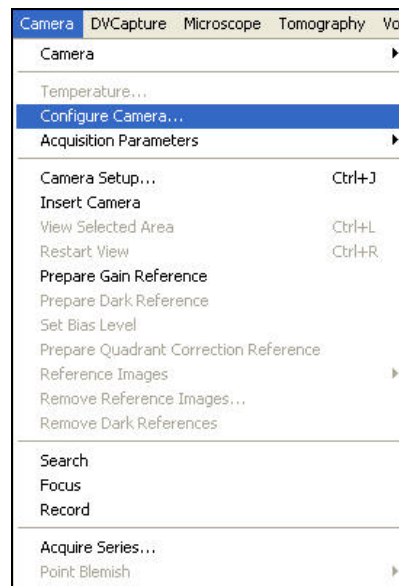 Camera DVCapture Microscope Tomography Vo
Camera
Temperature...
Configure Camera...
Acquisition Parameters
Camera Setup... Ctrl+J
Insert Camera
View Selected Area Ctrl+L
Restart View Ctrl+R
Prepare Gain Reference
Prepare Dark Reference
Set Bias Level
Prepare Quadrant Correction Reference
Reference Images
Remove Reference Images...
Remove Dark References
Search
Focus
Record
Acquire Series...
Point Blemish